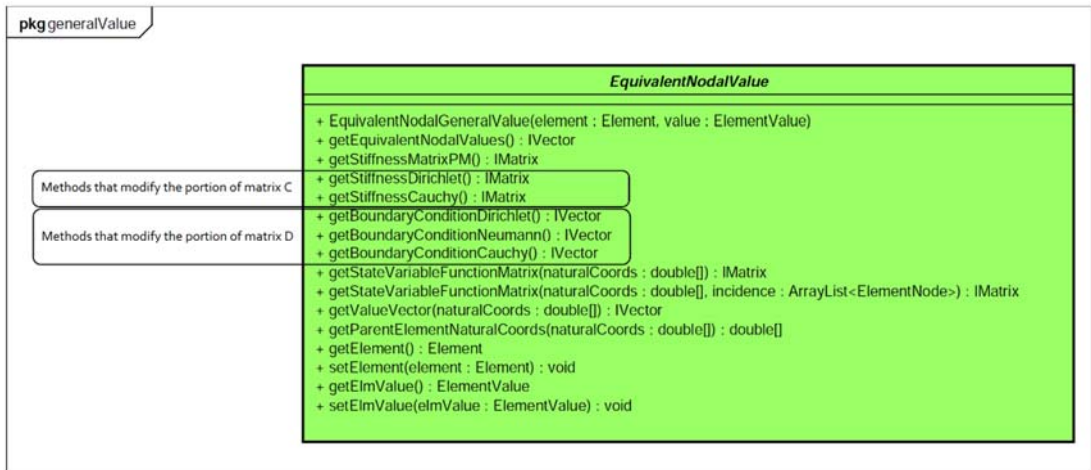 pkg generalValue
EquivalentNodalValue
+ EquivalentNodalGeneralValue(element : Element, value : ElementValue)
+ getEquivalentNodalValues() : IVector
+ getStiffnessMatrixPM() : IMatrix
Methods that modify the portion of matrix C
+ getStiffnessDirichlet() : IMatrix
+ getStiffnessCauchy() : IMatrix
Methods that modify the portion of matrix D
+ getBoundaryConditionDirichlet() : IVector
+ getBoundaryConditionNeumann() : IVector
+ getBoundaryConditionCauchy() : IVector
+ getStateVariableFunctionMatrix(naturalCoords : double[]) : IMatrix
+ getStateVariableFunctionMatrix(naturalCoords : double[], incidence : ArrayList<ElementNode>) : IMatrix
+ getValueVector(naturalCoords : double[]) : IVector
+ getParentElementNaturalCoords(naturalCoords : double[]) : double[]
+ getElement() : Element
+ setElement(element : Element) : void
+ getElmValue() : ElementValue
+ setElmValue(elmValue : ElementValue) : void